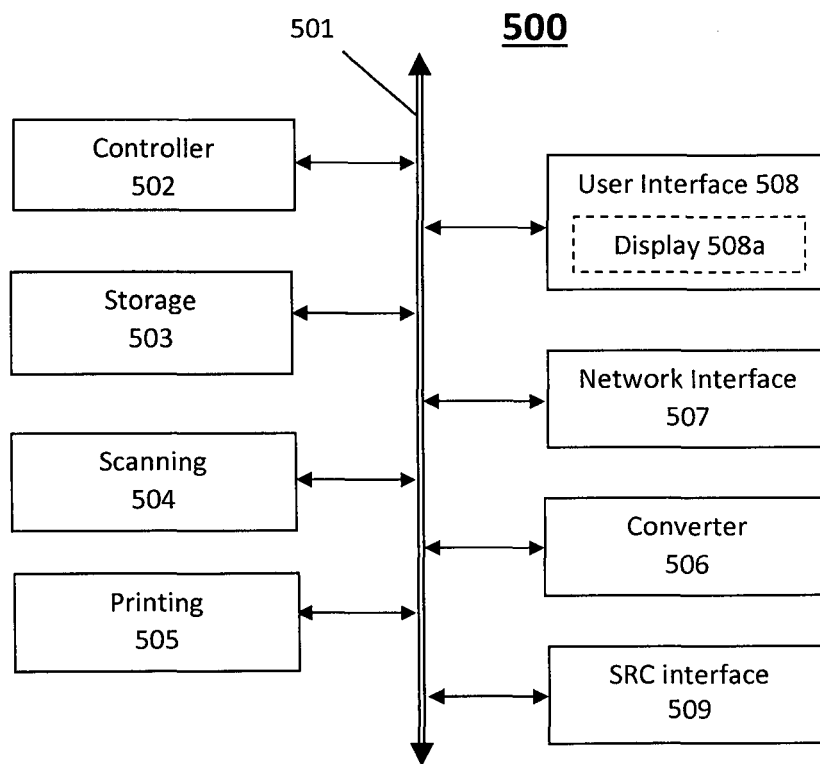 501
500
Controller
502
Storage
503
Scanning
504
Printing
505
User Interface 508
Display 508a
Network Interface
507
Converter
506
SRC interface
509